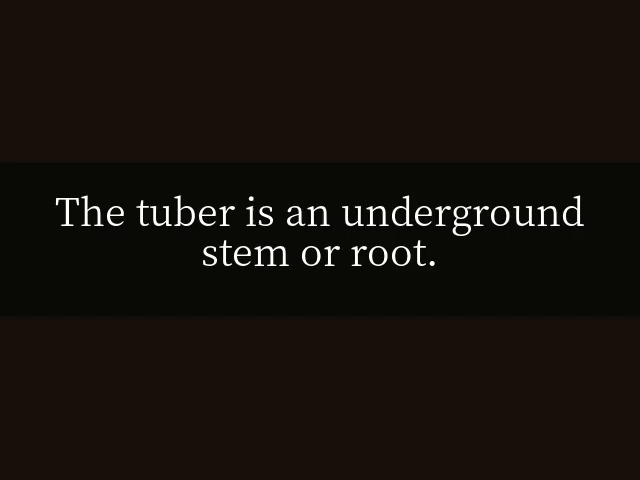 The tuber is an underground
stem or root.